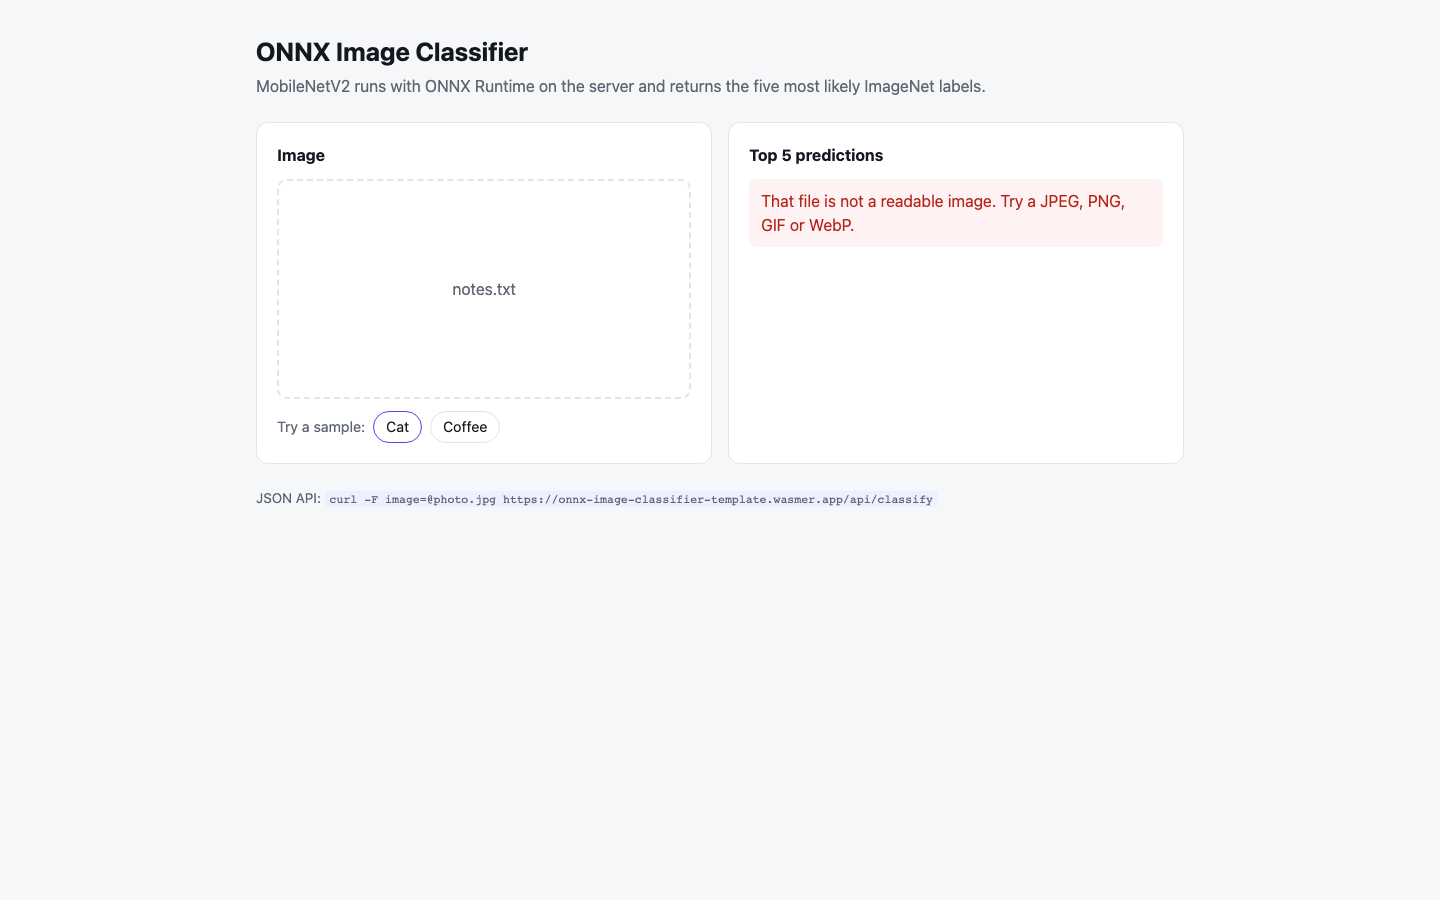 ONNX Image Classifier
MobileNetV2 runs with ONNX Runtime on the server and returns the five most likely ImageNet labels.
Image
notes.txt
Try a sample:
Cat
Coffee
Top 5 predictions
That file is not a readable image. Try a JPEG, PNG,
GIF or WebP.
JSON API: curl -F image=@photo.jpg https://onnx-image-classifier-template.wasmer.app/api/classify